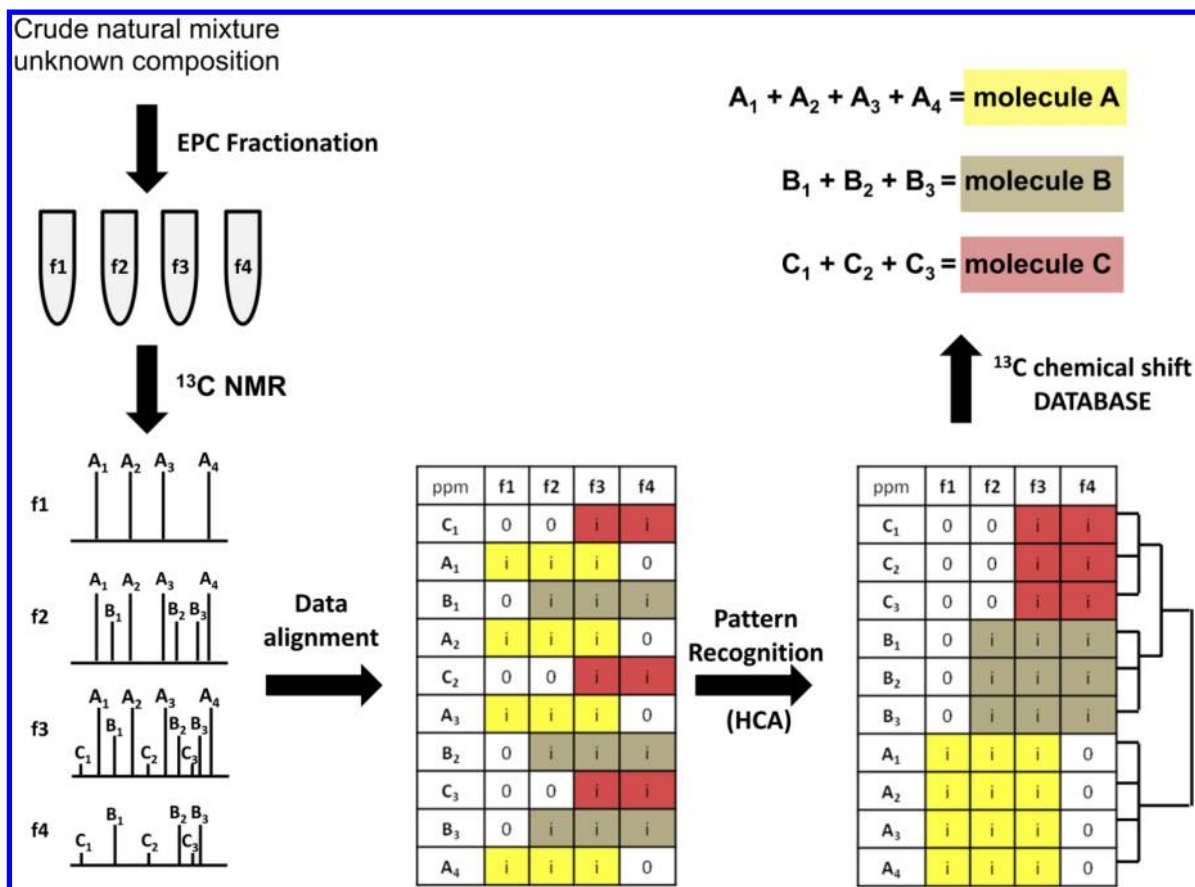 Crude natural mixture
unknown composition
EPC Fractionation
f1 f2 f3 f4
¹³C NMR
A₁ + A₂ + A₃ + A₄ = molecule A
B₁ + B₂ + B₃ = molecule B
C₁ + C₂ + C₃ = molecule C
¹³C chemical shift
DATABASE
f1
A₁ A₂ A₃ A₄
f2
A₁ A₂ A₃ A₄
B₁ B₂ B₃
f3
A₁ A₂ A₃ A₄
B₁ B₂ B₃
C₁ C₂ C₃
f4
B₁ B₂ B₃
C₁ C₂ C₃
Data
alignment
ppm f1 f2 f3 f4
C₁ 0 0 i i
A₁ i i i 0
B₁ 0 i i i
A₂ i i i 0
C₂ 0 0 i i
A₃ i i i 0
B₂ 0 i i i
C₃ 0 0 i i
B₃ 0 i i i
A₄ i i i 0
Pattern
Recognition
(HCA)
ppm f1 f2 f3 f4
C₁ 0 0 i i
C₂ 0 0 i i
C₃ 0 0 i i
B₁ 0 i i i
B₂ 0 i i i
B₃ 0 i i i
A₁ i i i 0
A₂ i i i 0
A₃ i i i 0
A₄ i i i 0